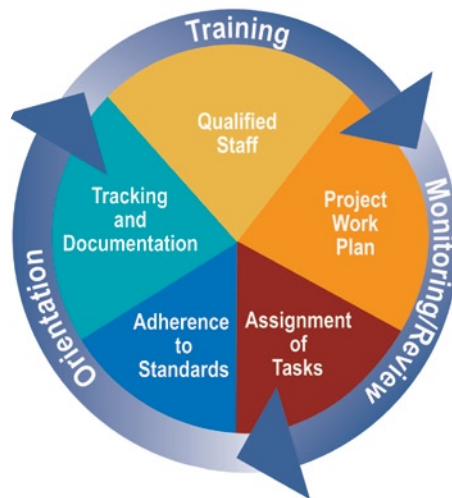 Training
Qualified
Staff
Project
Work
Plan
Monitoring/Review
Assignment
of
Tasks
Adherence
to
Standards
Orientation
Tracking
and
Documentation